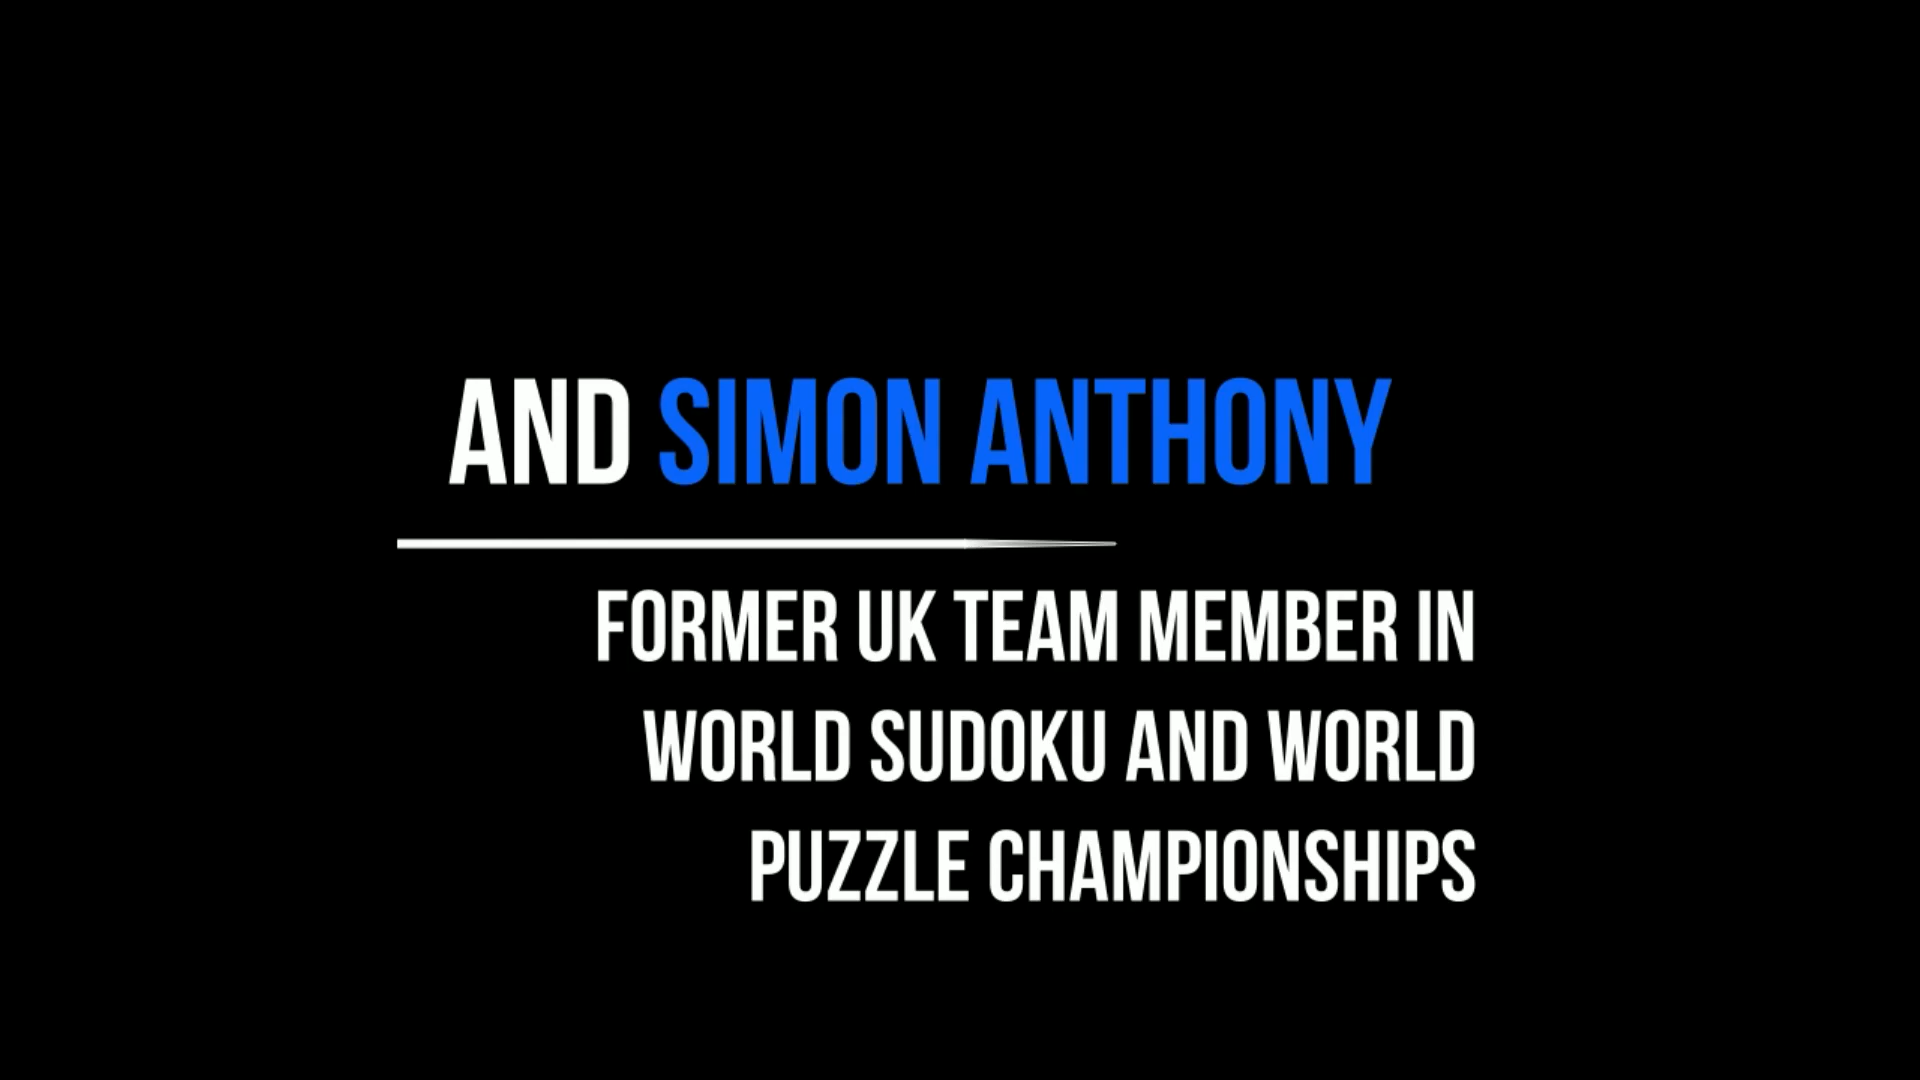 AND SIMON ANTHONY
FORMER UK TEAM MEMBER IN
WORLD SUDOKU AND WORLD
PUZZLE CHAMPIONSHIPS